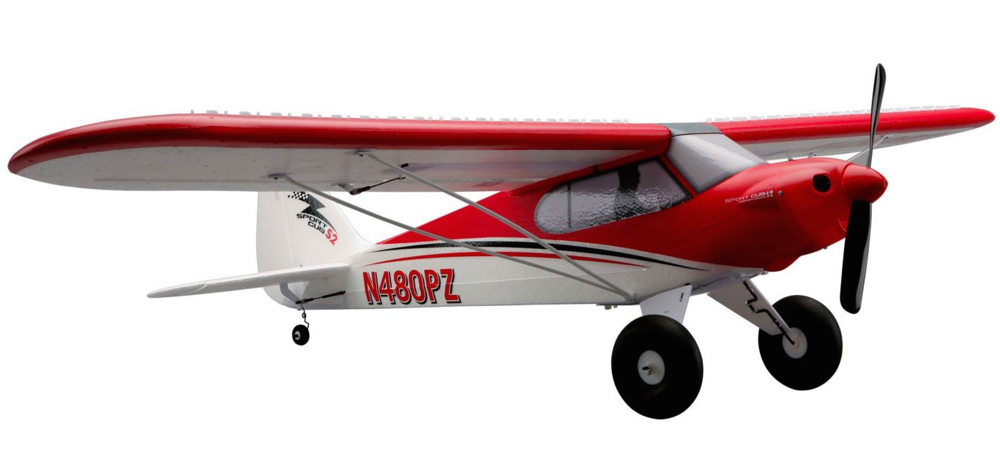 SPORT CUB S2
SPORT
CUB S2
N480PZ